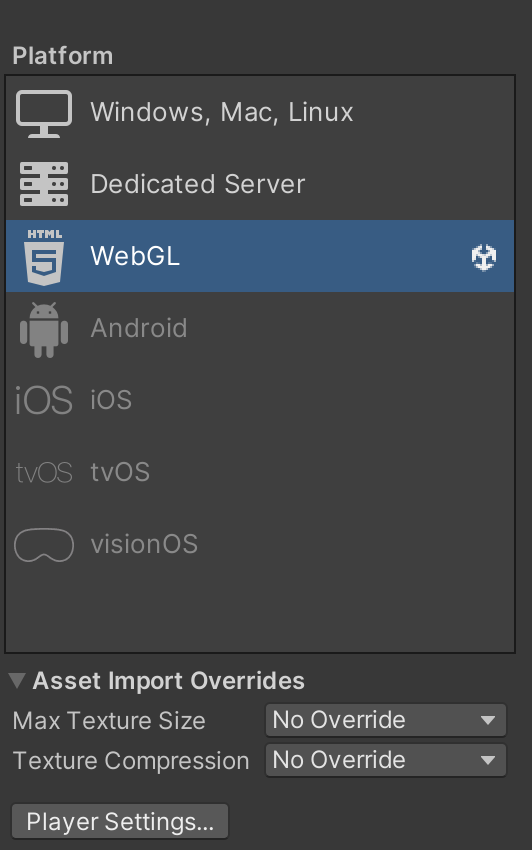 Platform
Windows, Mac, Linux
Dedicated Server
HTML
5
WebGL
Android
iOS iOS
tvOS tvOS
visionOS
Asset Import Overrides
Max Texture Size No Override
Texture Compression No Override
Player Settings...